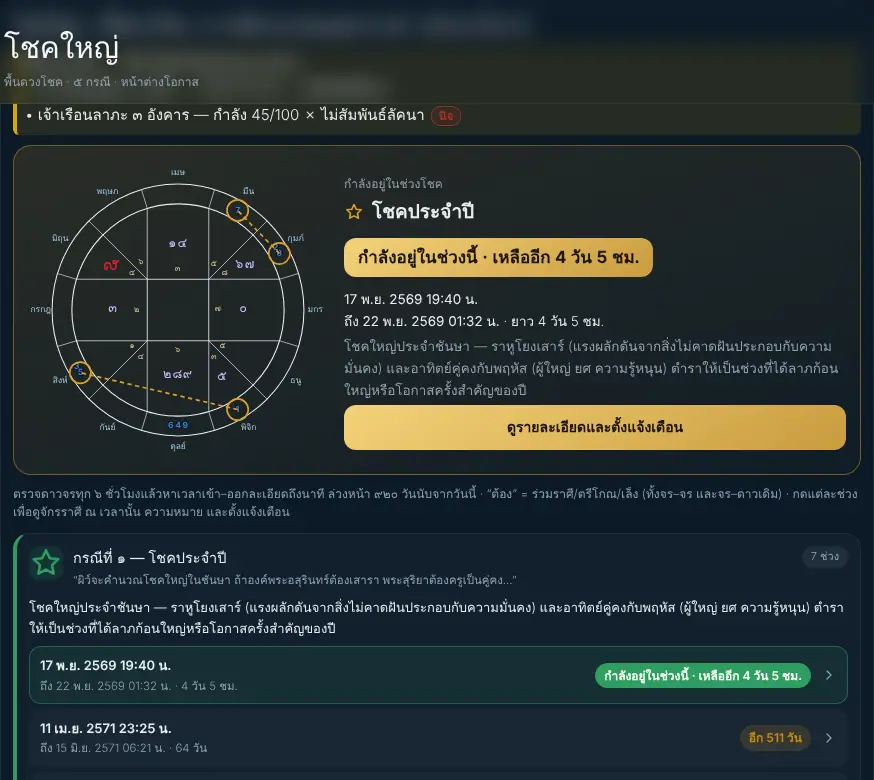 โชคใหญ่
พื้นดวงโชค · ๕ กรณี · หน้าต่างโอกาส
• เจ้าเรือนลาภะ ๓ อังคาร — กำลัง 45/100 × ไม่สัมพันธ์ลัคนา นิจ
เมษ
พฤษภ
มีน
มิถุน
กุมภ์
กรกฎ
มกร
สิงห์
ธนู
กันย์
พิจิก
ตุลย์
๑๔
๖๗
๓
๐
๒๘๙
๕
649
กำลังอยู่ในช่วงโชค
โชคประจำปี
กำลังอยู่ในช่วงนี้ · เหลืออีก 4 วัน 5 ชม.
17 พ.ย. 2569 19:40 น.
ถึง 22 พ.ย. 2569 01:32 น. · ยาว 4 วัน 5 ชม.
โชคใหญ่ประจำชันษา — ราหูโยงเสาร์ (แรงผลักดันจากสิ่งไม่คาดฝันประกอบกับความ
มั่นคง) และอาทิตย์คู่คงกับพฤหัส (ผู้ใหญ่ ยศ ความรู้หนุน) ตำราให้เป็นช่วงที่ได้ลาภก้อน
ใหญ่หรือโอกาสครั้งสำคัญของปี
ดูรายละเอียดและตั้งแจ้งเตือน
ตรวจดาวจรทุก ๖ ชั่วโมงแล้วหาเวลาเข้า–ออกละเอียดถึงนาที ล่วงหน้า ๙๒๐ วันนับจากวันนี้ · “ต้อง” = ร่วมราศี/ตรีโกณ/เล็ง (ทั้งจร–จร และจร–ดาวเดิม) · กดแต่ละช่วง
เพื่อดูจักรราศี ณ เวลานั้น ความหมาย และตั้งแจ้งเตือน
กรณีที่ ๑ — โชคประจำปี
7 ช่วง
“ผิว์จะคำนวณโชคใหญ่ในชันษา ถ้าองค์พระอสุรินทร์ต้องเสารา พระสุริยาต้องครูเป็นคู่คง…”
โชคใหญ่ประจำชันษา — ราหูโยงเสาร์ (แรงผลักดันจากสิ่งไม่คาดฝันประกอบกับความมั่นคง) และอาทิตย์คู่คงกับพฤหัส (ผู้ใหญ่ ยศ ความรู้หนุน) ตำรา
ให้เป็นช่วงที่ได้ลาภก้อนใหญ่หรือโอกาสครั้งสำคัญของปี
17 พ.ย. 2569 19:40 น.
ถึง 22 พ.ย. 2569 01:32 น. · 4 วัน 5 ชม.
กำลังอยู่ในช่วงนี้ · เหลืออีก 4 วัน 5 ชม.
11 เม.ย. 2571 23:25 น.
ถึง 15 มิ.ย. 2571 06:21 น. · 64 วัน
อีก 511 วัน